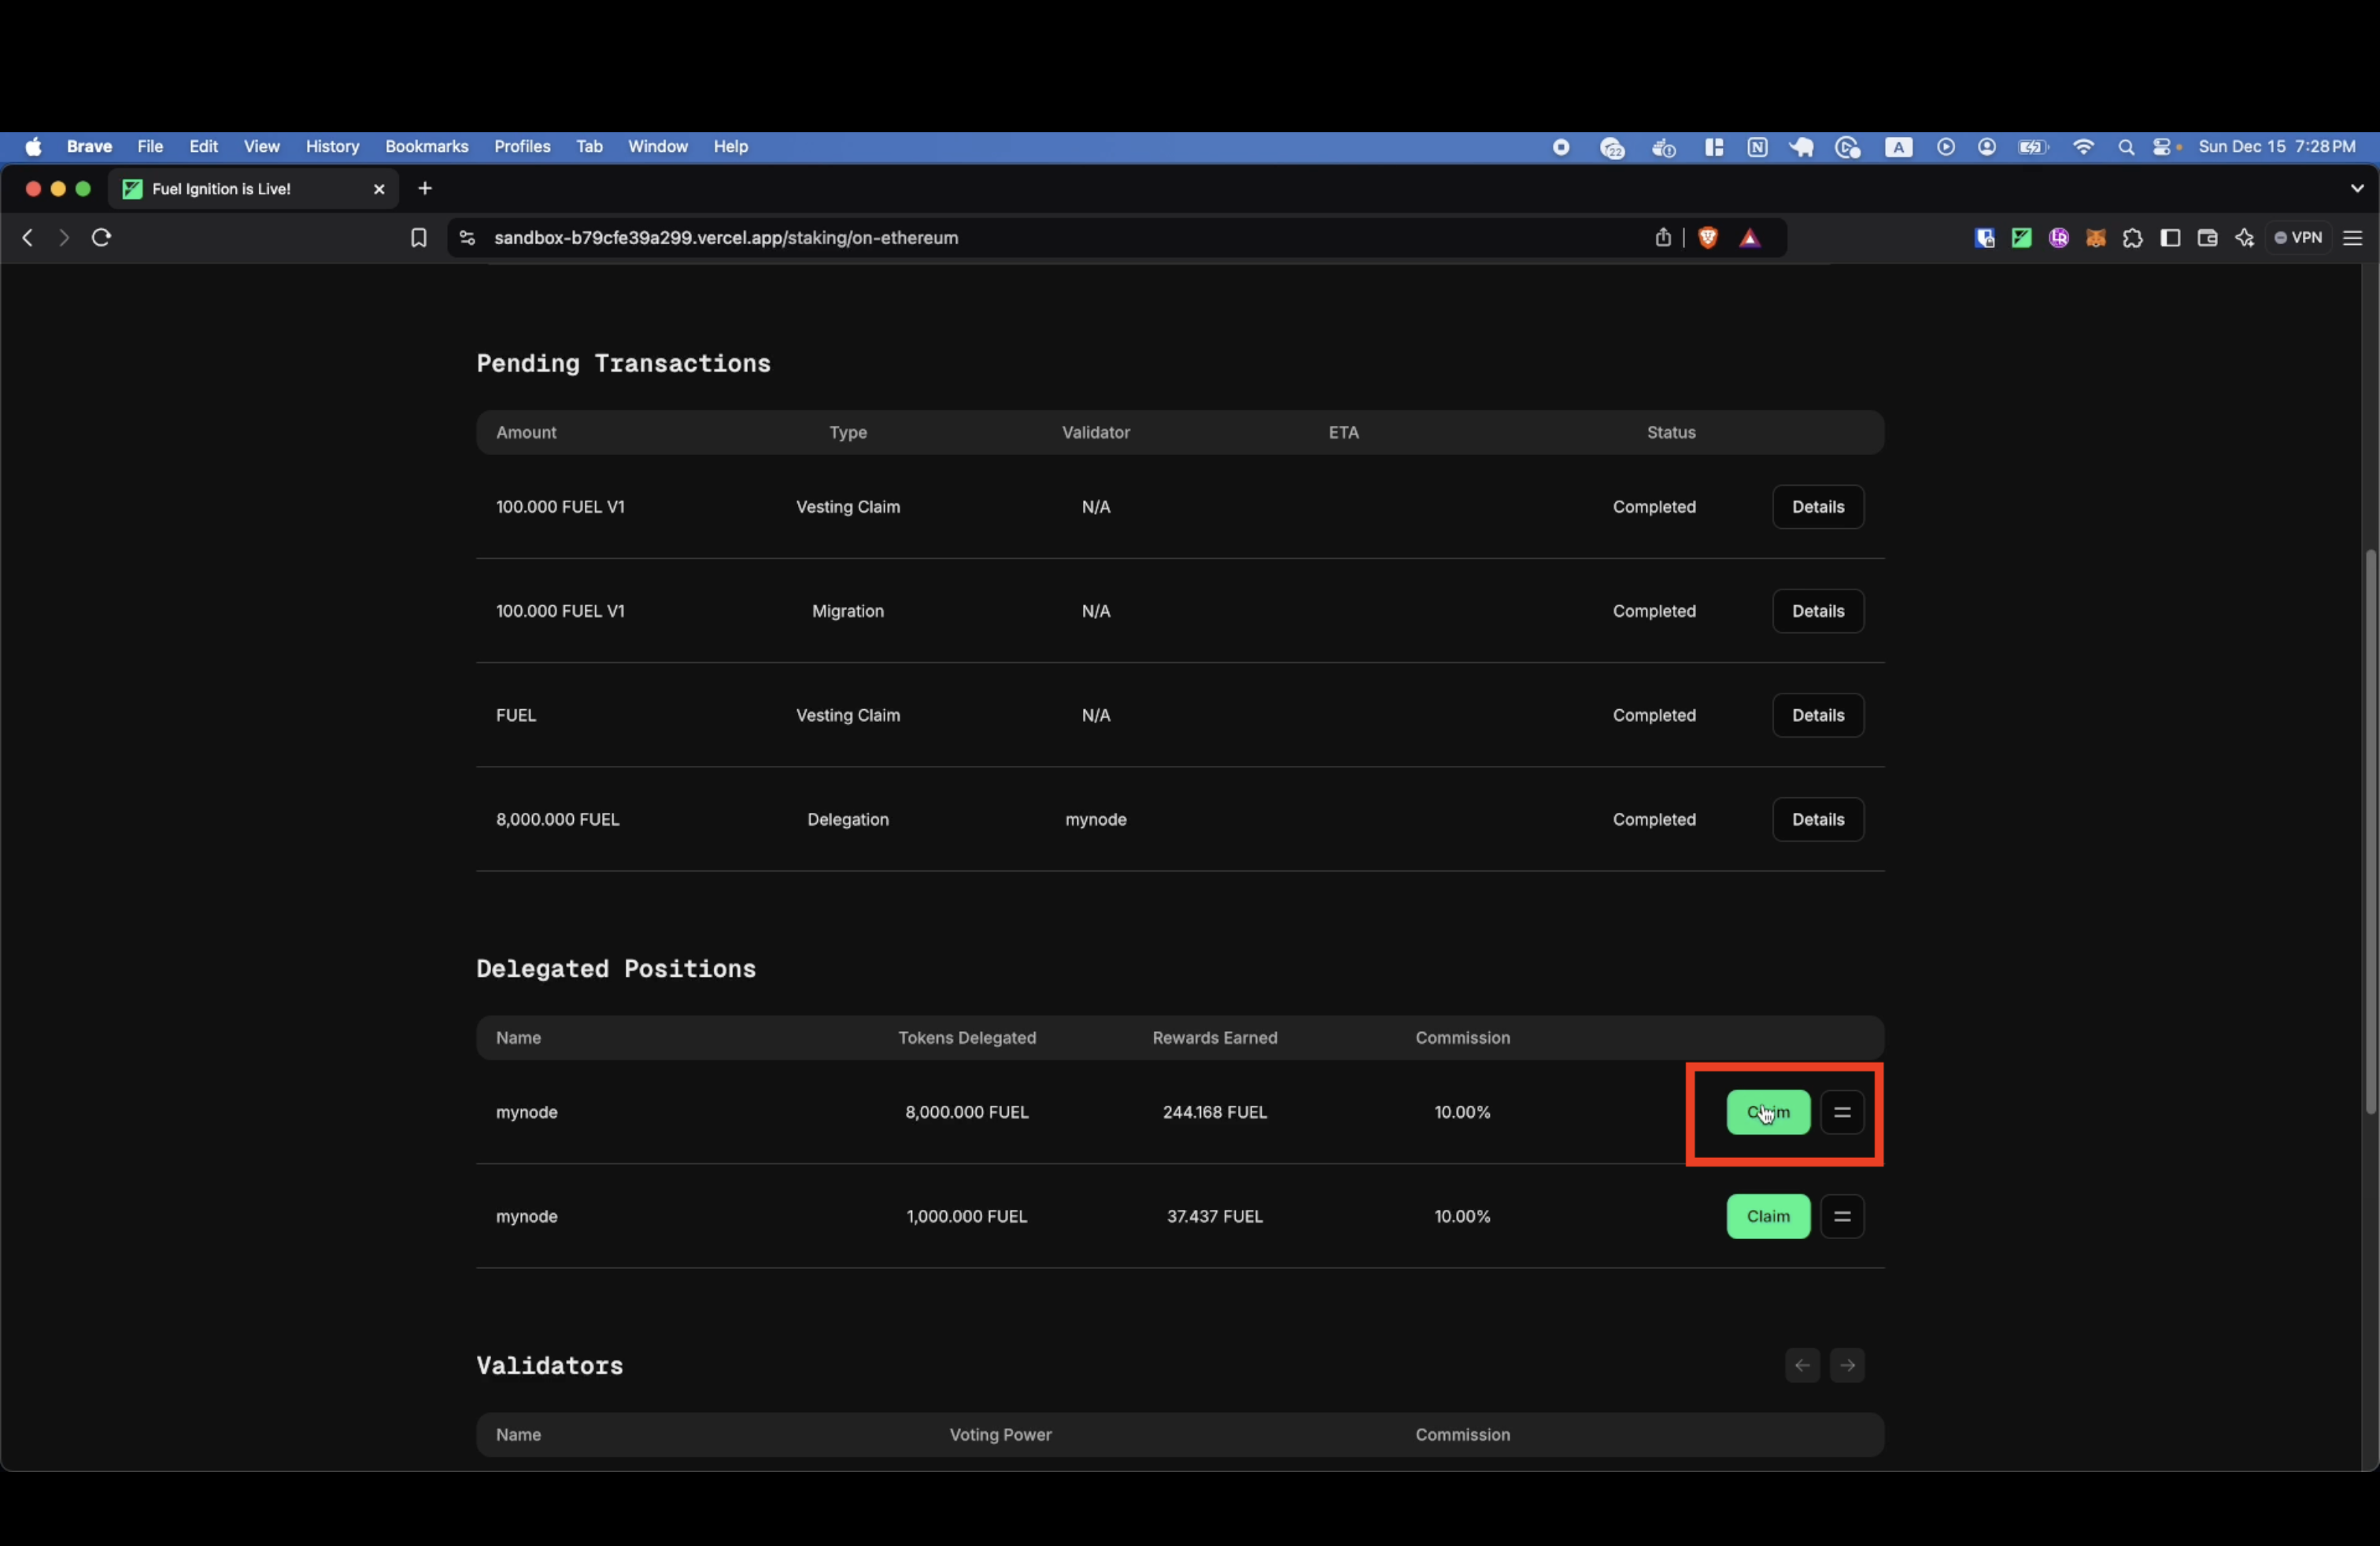 Brave File Edit View History Bookmarks Profiles Tab Window Help 22 N A Sun Dec 15 7:28 PM
Fuel Ignition is Live!
sandbox-b79cfe39a299.vercel.app/staking/on-ethereum LR VPN
Pending Transactions
Amount Type Validator ETA Status
100.000 FUEL V1 Vesting Claim N/A Completed Details
100.000 FUEL V1 Migration N/A Completed Details
FUEL Vesting Claim N/A Completed Details
8,000.000 FUEL Delegation mynode Completed Details
Delegated Positions
Name Tokens Delegated Rewards Earned Commission
mynode 8,000.000 FUEL 244.168 FUEL 10.00% Claim
mynode 1,000.000 FUEL 37.437 FUEL 10.00% Claim
Validators
Name Voting Power Commission